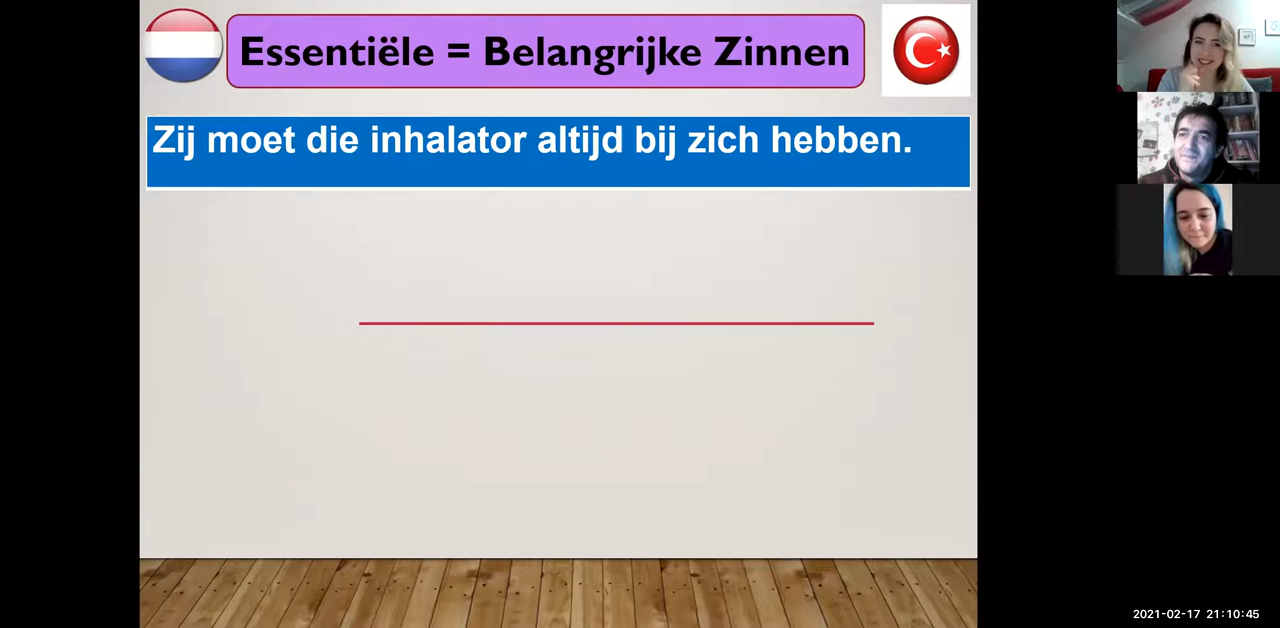 Essentiële = Belangrijke Zinnen
Zij moet die inhalator altijd bij zich hebben.
2021-02-17 21:10:45